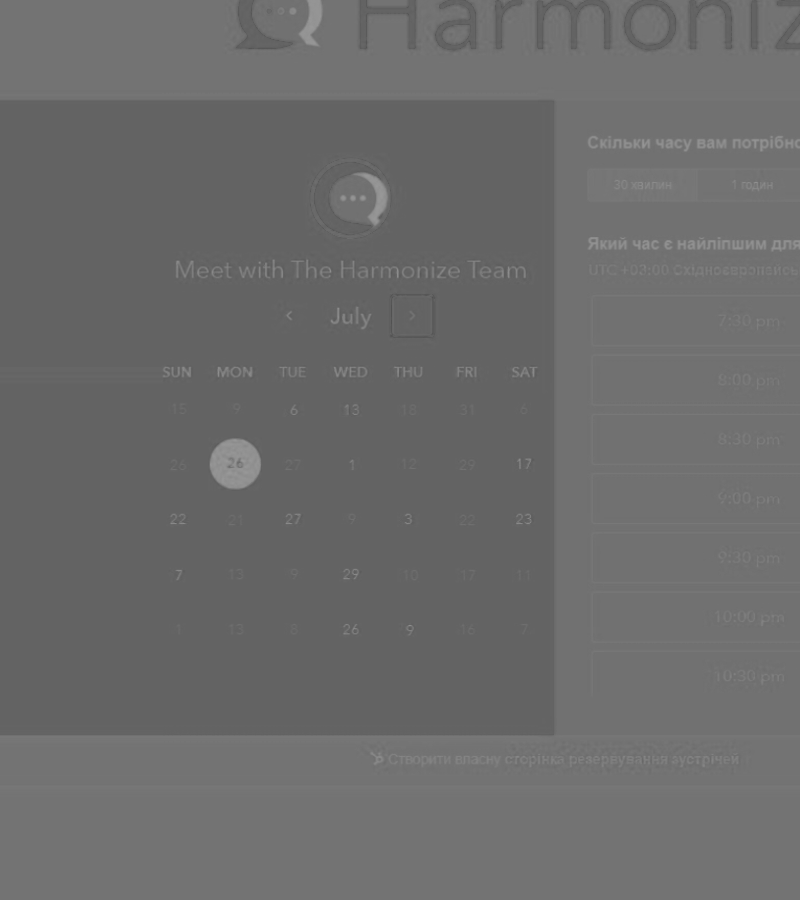 Harmoniz
Meet with The Harmonize Team
July
SUN MON TUE WED THU FRI SAT
15 9 6 13 18 31 6
26 26 27 1 12 29 17
22 21 27 9 3 22 23
7 13 9 29 10 17 11
1 13 8 26 9 16 7
Скільки часу вам потрібно
30 хвилин 1 годин
Який час є найліпшим для
UTC +02:00 Східноєвропейсь
7:30 pm
8:00 pm
8:30 pm
9:00 pm
9:30 pm
10:00 pm
10:30 pm
Створити власну сторінка резервування зустрічей